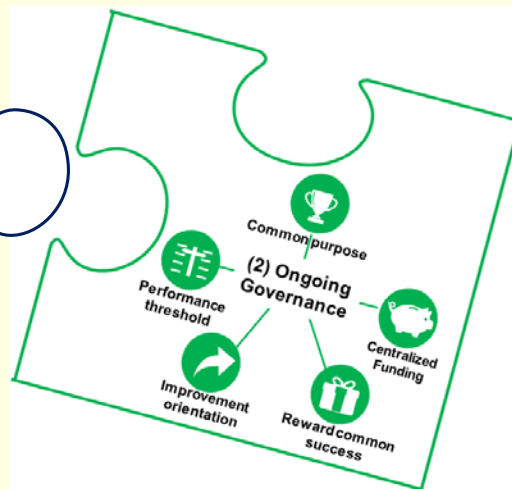 Common purpose
(2) Ongoing
Governance
Performance
threshold
Centralized
Funding
Improvement
orientation
Reward common
success